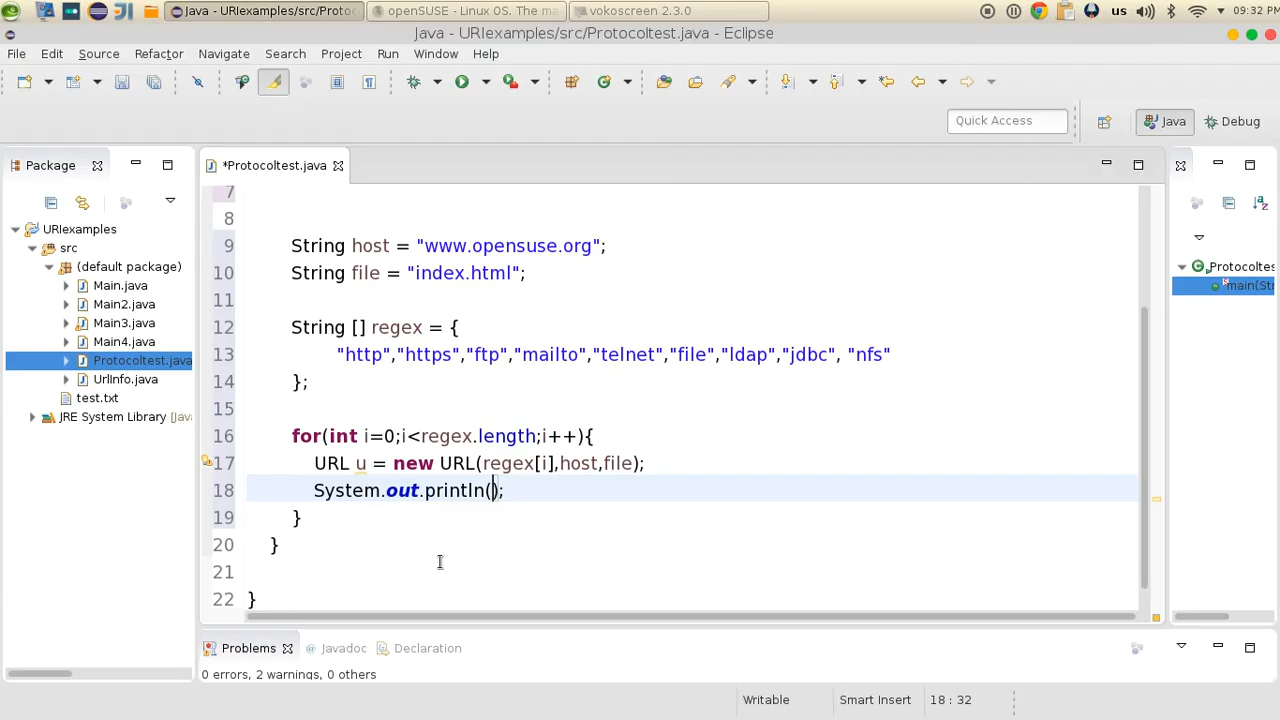 Java - URIexamples/src/Protoc
openSUSE - Linux OS. The ma
vokoscreen 2.3.0
us
09:32 PM
Java - URIexamples/src/Protocoltest.java - Eclipse
File Edit Source Refactor Navigate Search Project Run Window Help
Quick Access
Java
Debug
Package
*Protocoltest.java
URIexamples
src
(default package)
Main.java
Main2.java
Main3.java
Main4.java
Protocoltest.java
UrlInfo.java
test.txt
JRE System Library [Jav
7
8
9 String host = "www.opensuse.org";
10 String file = "index.html";
11
12 String [] regex = {
13 "http","https","ftp","mailto","telnet","file","ldap","jdbc", "nfs"
14 };
15
16 for(int i=0;i<regex.length;i++){
17 URL u = new URL(regex[i],host,file);
18 System.out.println();
19 }
20 }
21
22 }
Protocoltes
main(Str
Problems
@ Javadoc
Declaration
0 errors, 2 warnings, 0 others
Writable
Smart Insert
18 : 32